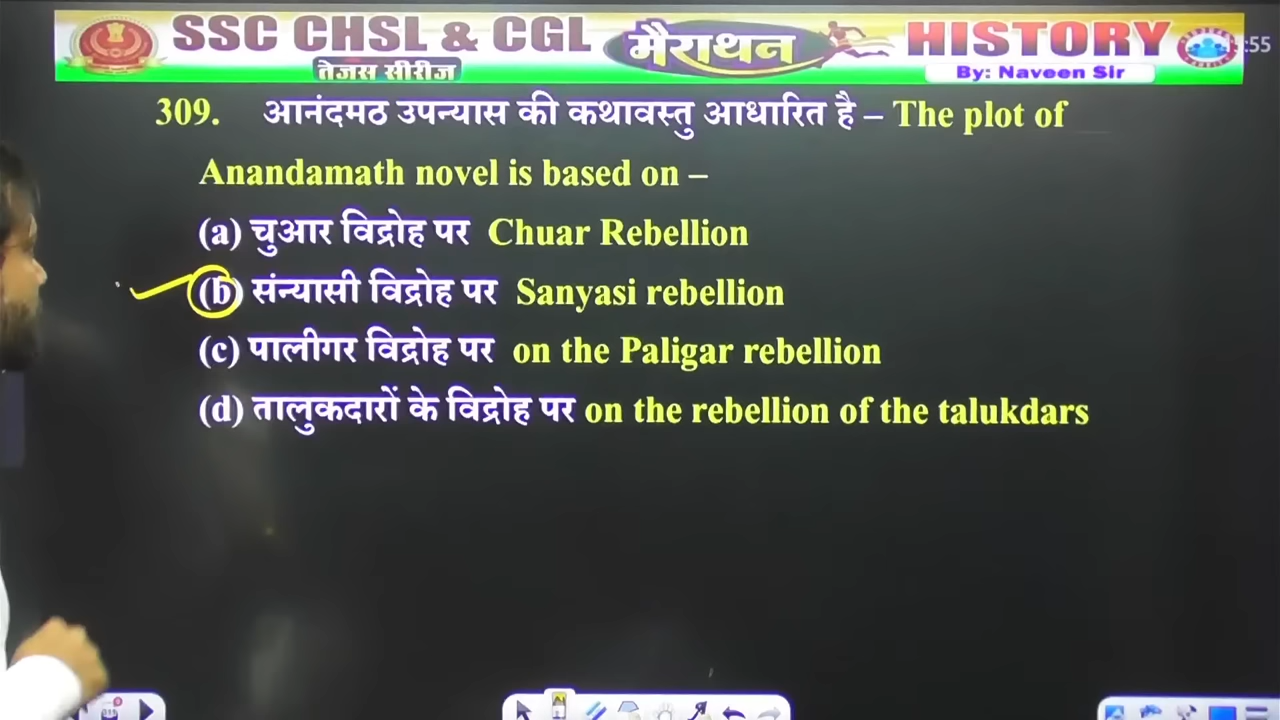 SSC CHSL & CGL मैराथन HISTORY
तेजस सीरीज By: Naveen Sir
309. आनंदमठ उपन्यास की कथावस्तु आधारित है – The plot of
Anandamath novel is based on –
(a) चुआर विद्रोह पर Chuar Rebellion
(b) संन्यासी विद्रोह पर Sanyasi rebellion
(c) पालीगर विद्रोह पर on the Paligar rebellion
(d) तालुकदारों के विद्रोह पर on the rebellion of the talukdars